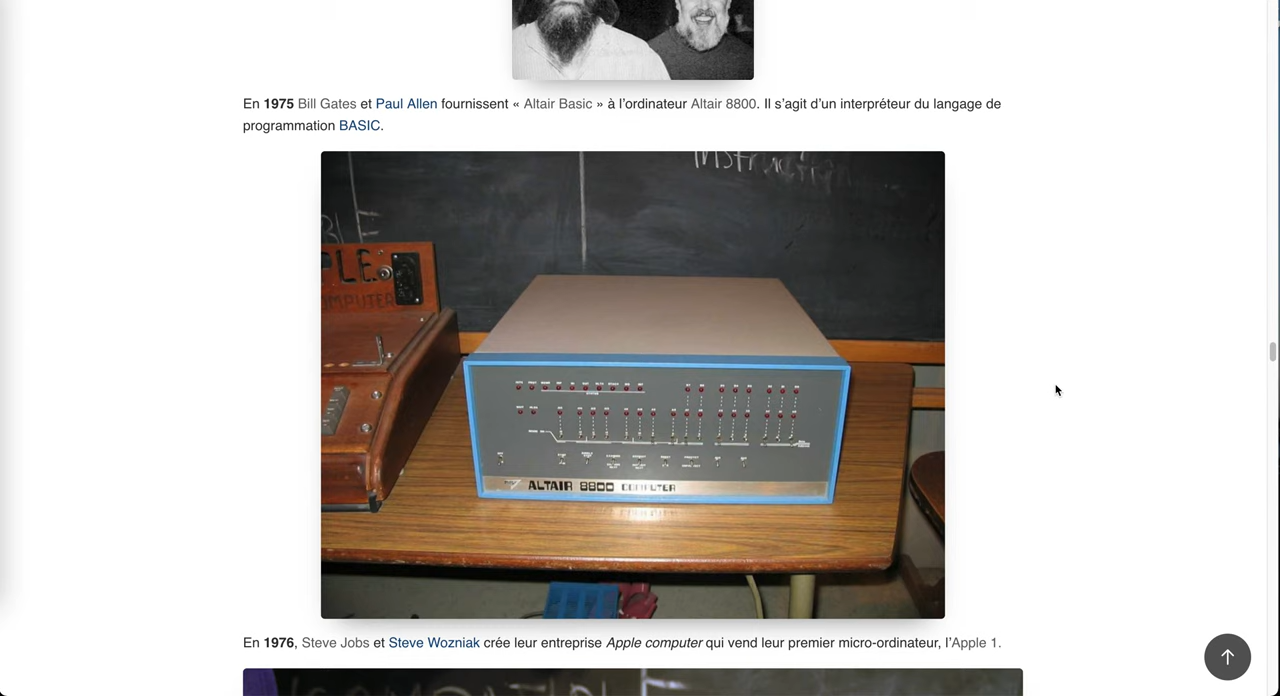 En 1975 Bill Gates et Paul Allen fournissent « Altair Basic » à l’ordinateur Altair 8800. Il s’agit d’un interpréteur du langage de
programmation BASIC.
PLE
COMPUTER
ALTAIR 8800 COMPUTER
En 1976, Steve Jobs et Steve Wozniak crée leur entreprise Apple computer qui vend leur premier micro-ordinateur, l’Apple 1.